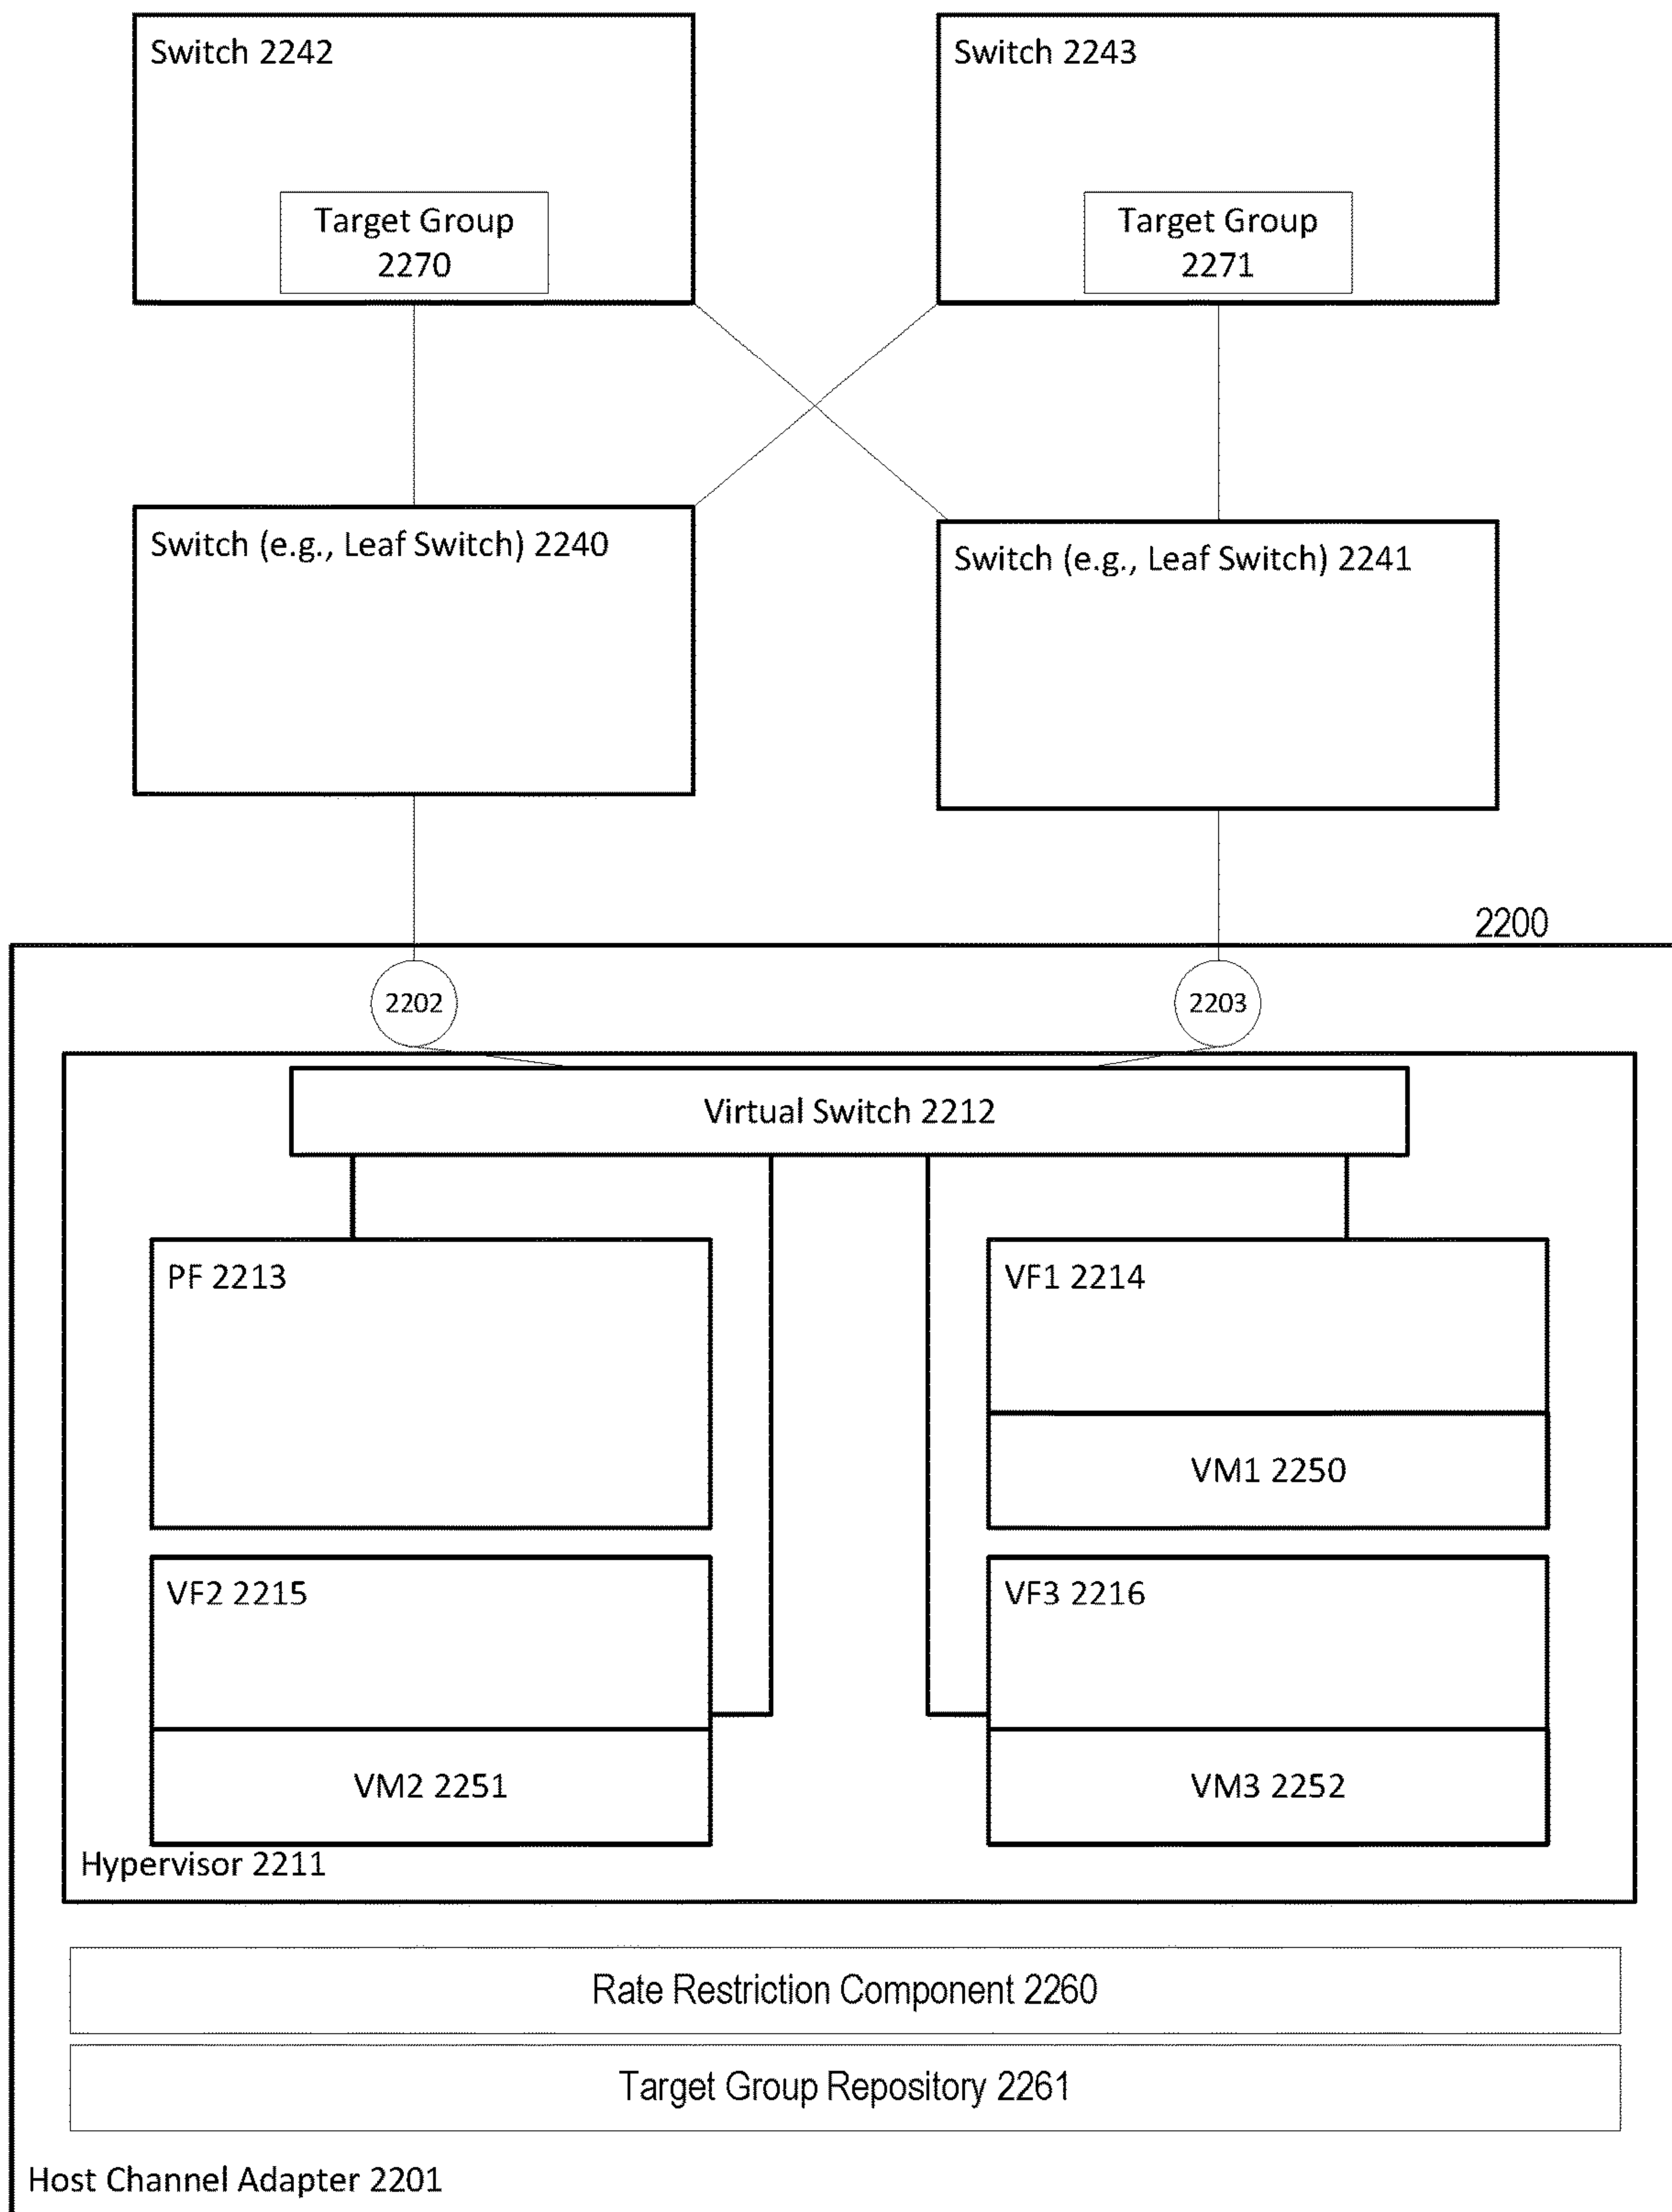 Switch 2242
Switch 2243
Target Group
2270
Target Group
2271
Switch (e.g., Leaf Switch) 2240
Switch (e.g., Leaf Switch) 2241
2200
2202
2203
Virtual Switch 2212
PF 2213
VF1 2214
VM1 2250
VF2 2215
VF3 2216
VM2 2251
VM3 2252
Hypervisor 2211
Rate Restriction Component 2260
Target Group Repository 2261
Host Channel Adapter 2201